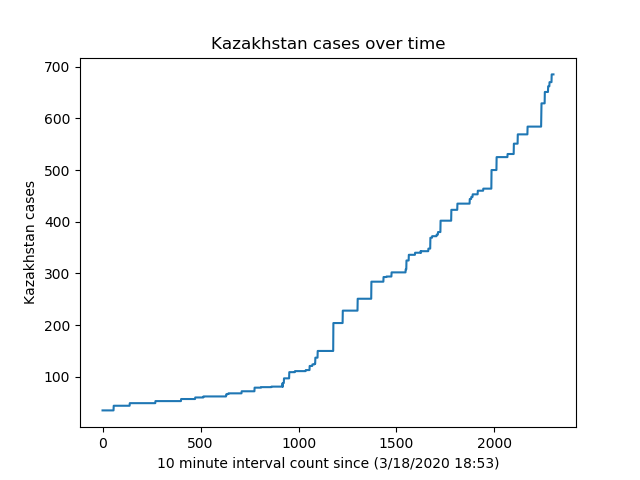 Kazakhstan cases over time
700
600
500
400
300
200
100
Kazakhstan cases
0 500 1000 1500 2000
10 minute interval count since (3/18/2020 18:53)